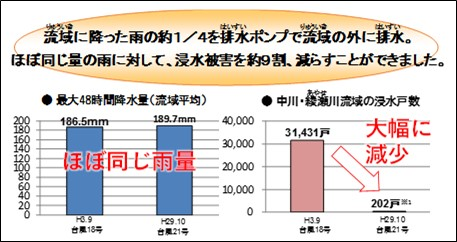 流域に降った雨の約1／4を排水ポンプで流域の外に排水。
ほぼ同じ量の雨に対して、浸水被害を約9割、減らすことができました。
● 最大48時間降水量（流域平均）
200
180
160
140
120
100
80
60
40
20
0
186.5mm
189.7mm
ほぼ同じ雨量
H3.9
台風18号
H29.10
台風21号
● 中川・綾瀬川流域の浸水戸数
40,000
30,000
20,000
10,000
0
31,431戸
大幅に
減少
202戸※1
H3.9
台風18号
H29.10
台風21号